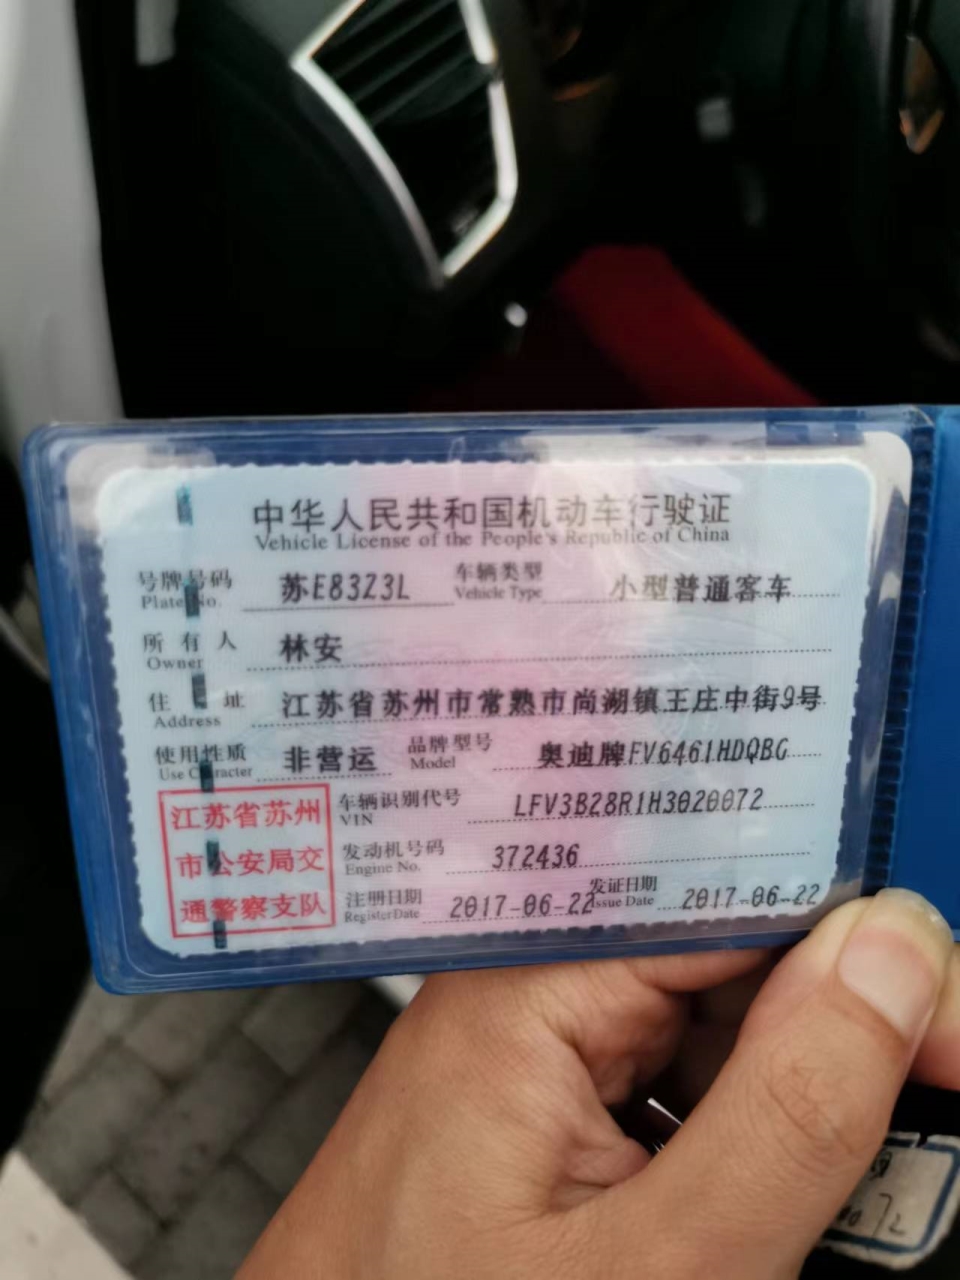 中华人民共和国机动车行驶证
Vehicle License of the People's Republic of China
号牌号码 苏E83Z3L 车辆类型 小型普通客车
Plate No. Vehicle Type
所有人 林安
Owner
住址 江苏省苏州市常熟市尚湖镇王庄中街9号
Address
使用性质 非营运 品牌型号 奥迪牌FV6461HDQBG
Use Character Model
江苏省苏州
市公安局交
通警察支队
车辆识别代号 LFV3B28R1H3020072
VIN
发动机号码 372436
Engine No.
注册日期 2017-06-22 发证日期 2017-06-22
Register Date Issue Date
72